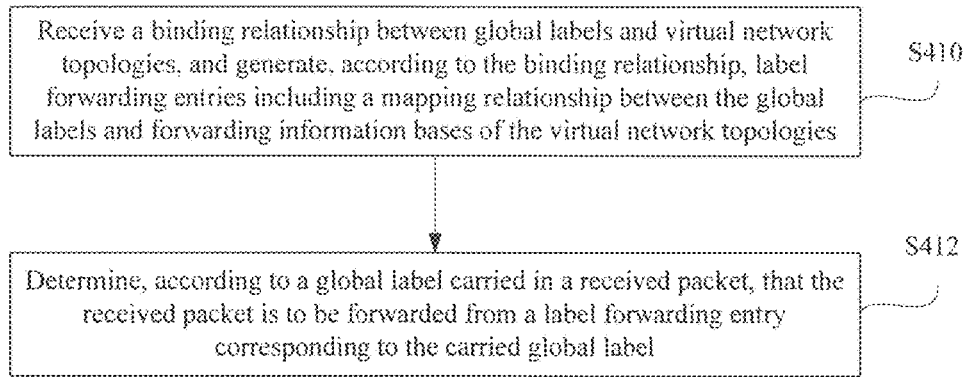 Receive a binding relationship between global labels and virtual network
topologies, and generate, according to the binding relationship, label
forwarding entries including a mapping relationship between the global
labels and forwarding information bases of the virtual network topologies
S410
Determine, according to a global label carried in a received packet, that the
received packet is to be forwarded from a label forwarding entry
corresponding to the carried global label
S412